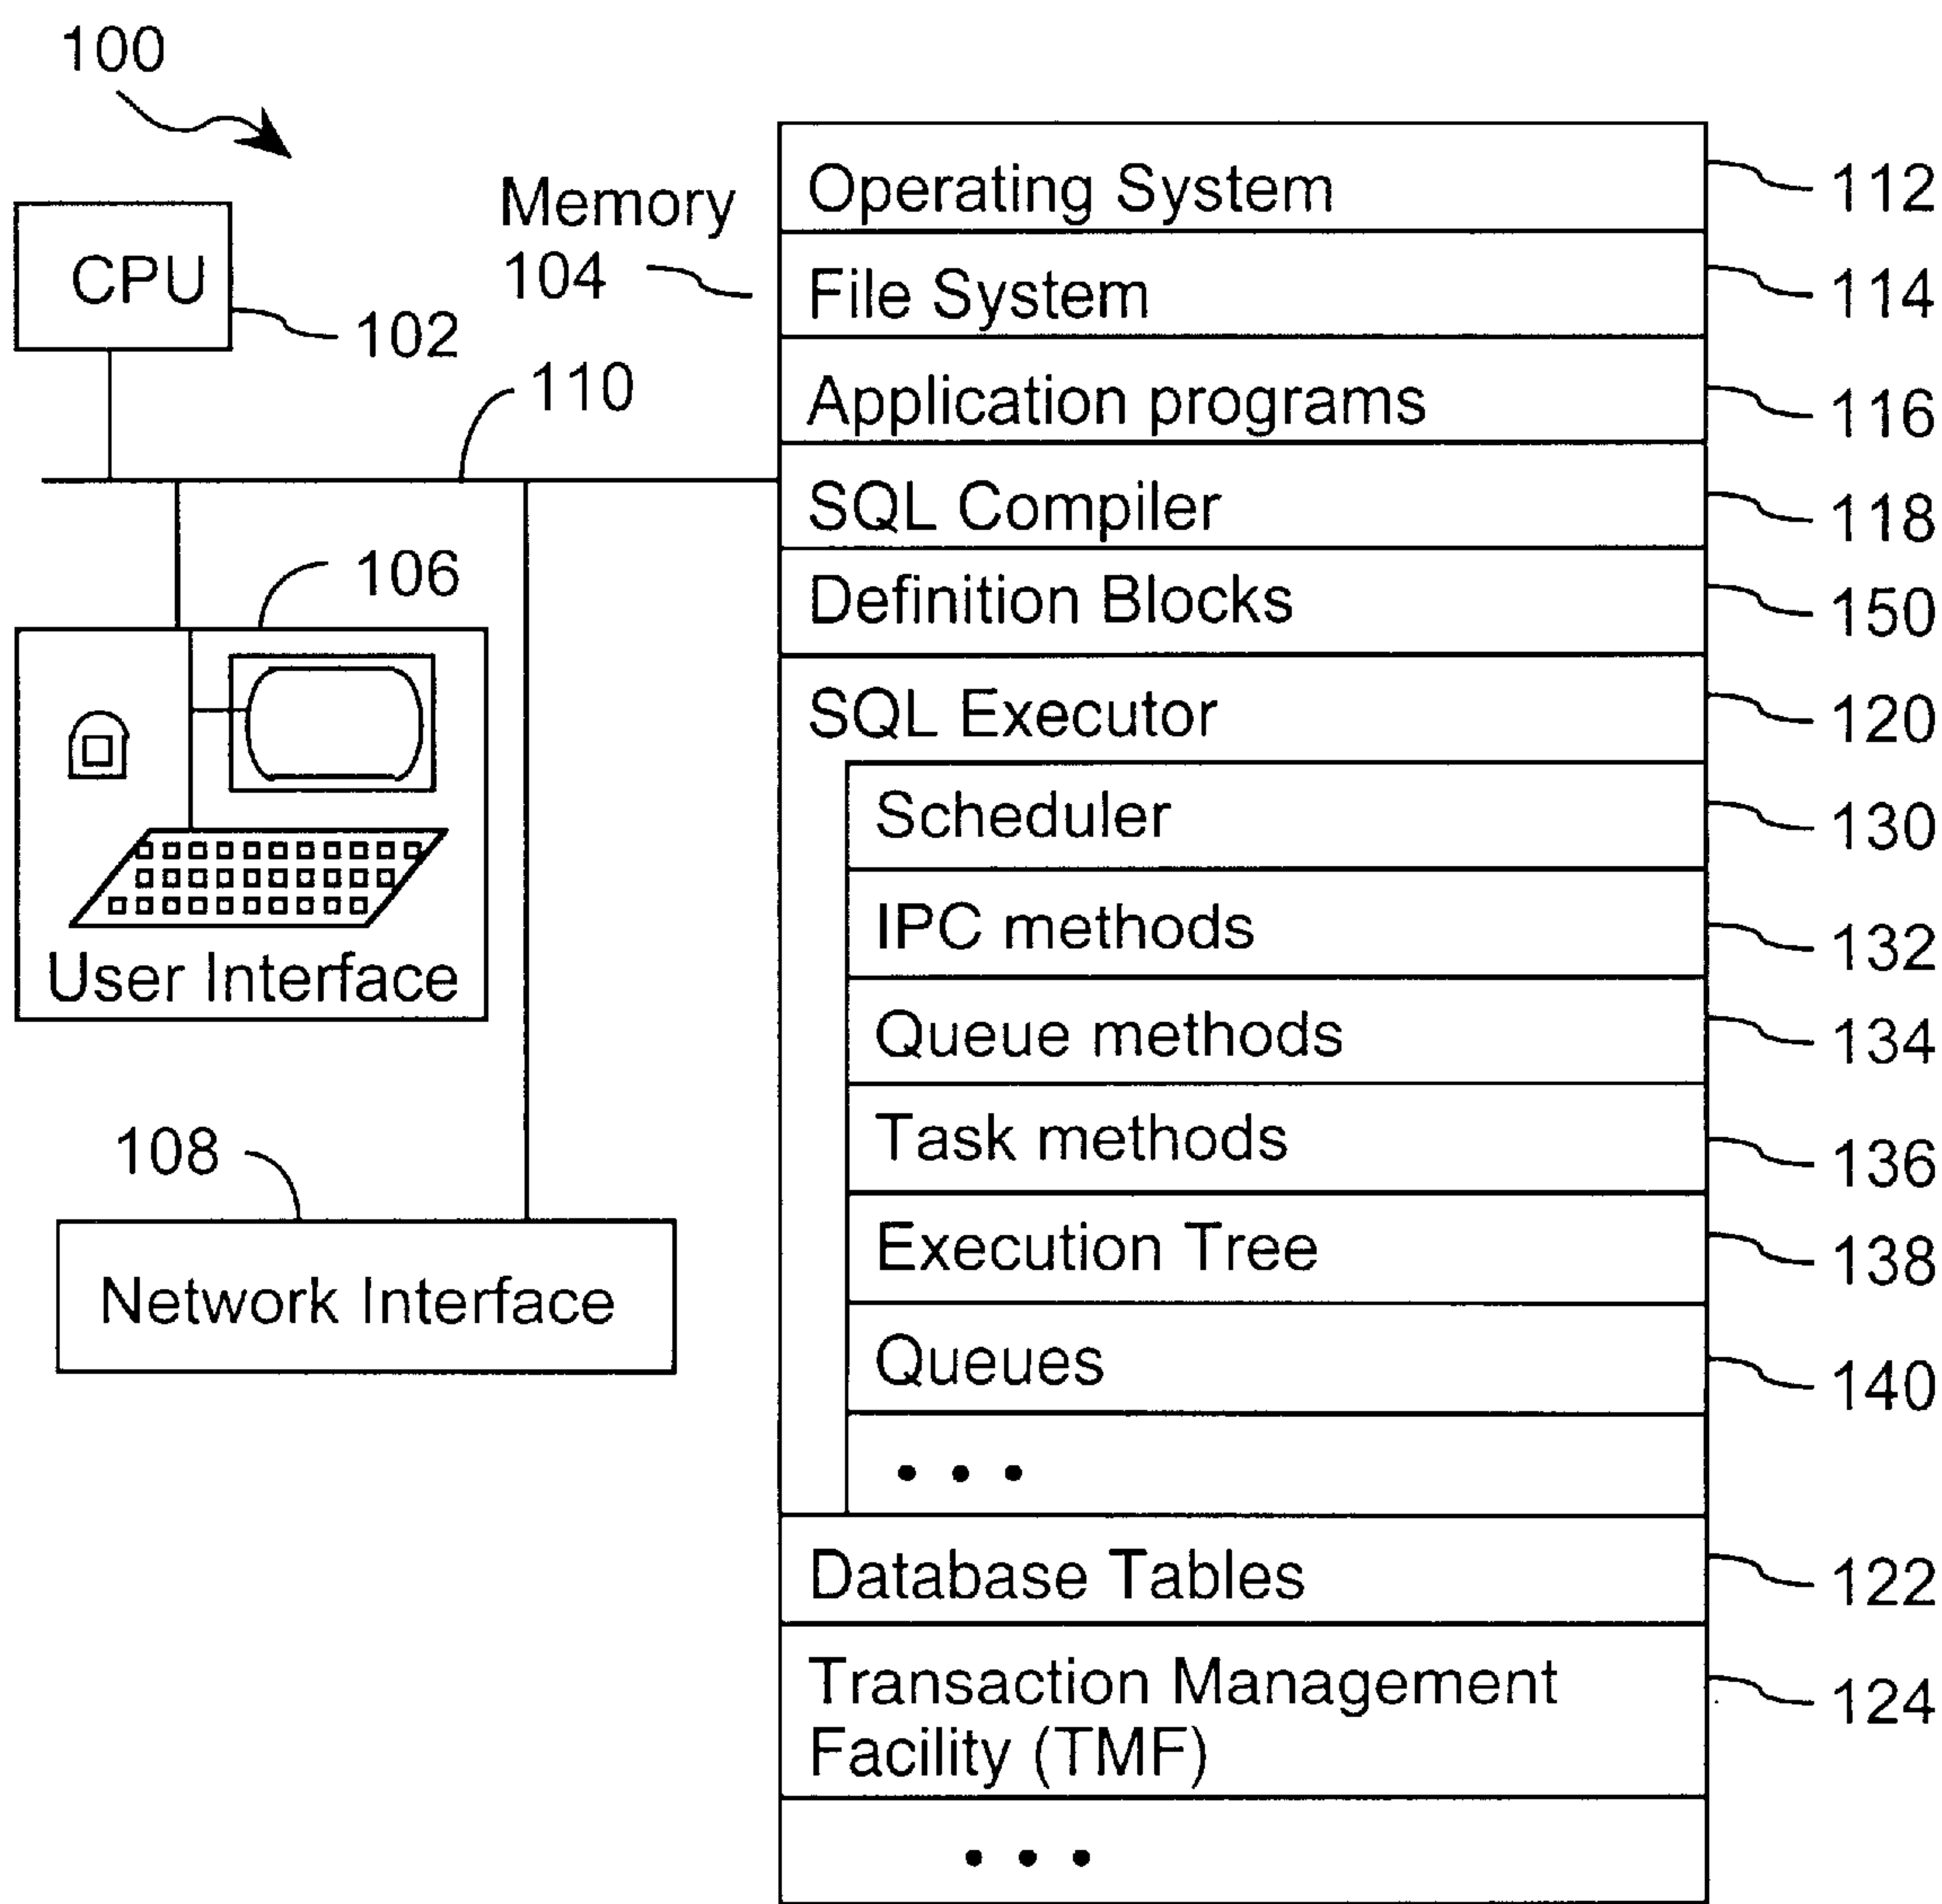 100
CPU
102
Memory
104
110
106
User Interface
108
Network Interface
Operating System 112
File System 114
Application programs 116
SQL Compiler 118
Definition Blocks 150
SQL Executor 120
Scheduler 130
IPC methods 132
Queue methods 134
Task methods 136
Execution Tree 138
Queues 140
• • •
Database Tables 122
Transaction Management 124
Facility (TMF)
• • •